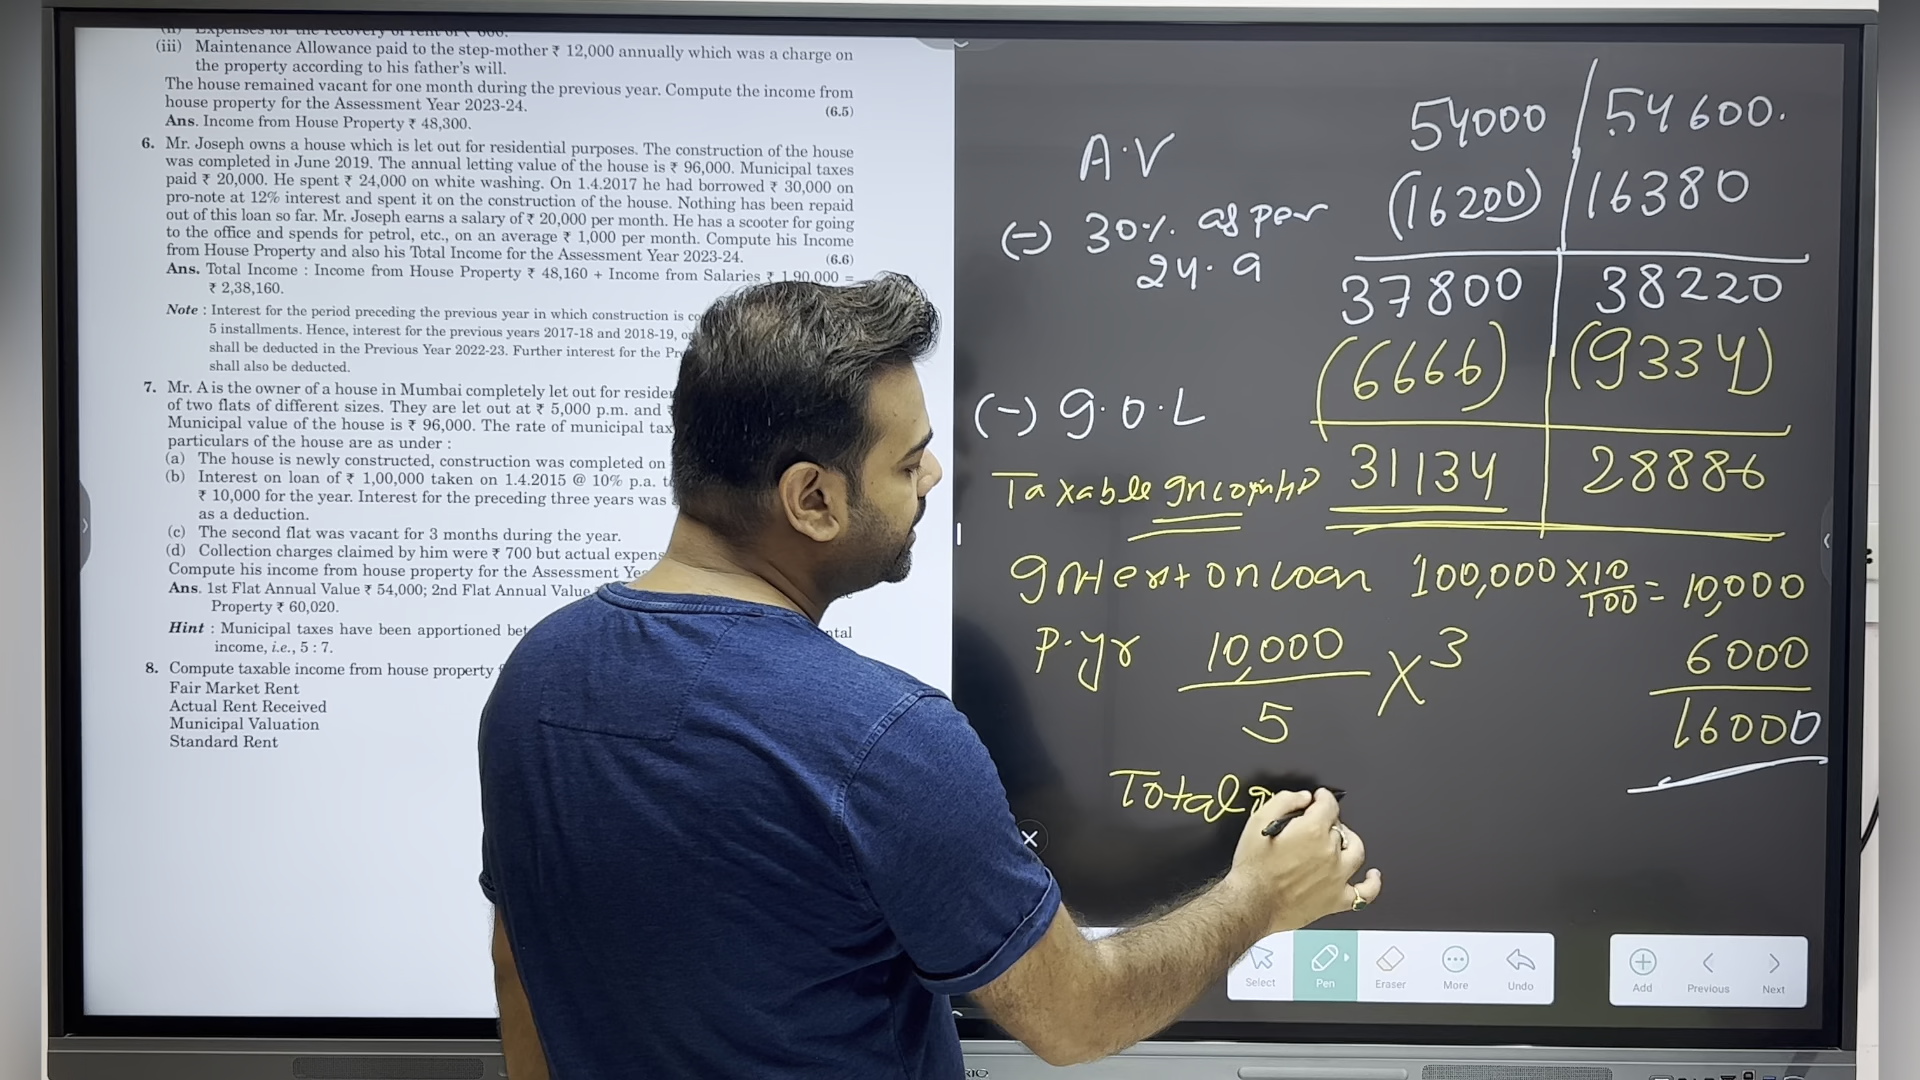 (iii) Maintenance Allowance paid to the step-mother ₹ 12,000 annually which was a charge on
the property according to his father's will.
The house remained vacant for one month during the previous year. Compute the income from
house property for the Assessment Year 2023-24. (6.5)
Ans. Income from House Property ₹ 48,300.
6. Mr. Joseph owns a house which is let out for residential purposes. The construction of the house
was completed in June 2019. The annual letting value of the house is ₹ 96,000. Municipal taxes
paid ₹ 20,000. He spent ₹ 24,000 on white washing. On 1.4.2017 he had borrowed ₹ 30,000 on
pro-note at 12% interest and spent it on the construction of the house. Nothing has been repaid
out of this loan so far. Mr. Joseph earns a salary of ₹ 20,000 per month. He has a scooter for going
to the office and spends for petrol, etc., on an average ₹ 1,000 per month. Compute his Income
from House Property and also his Total Income for the Assessment Year 2023-24. (6.6)
Ans. Total Income : Income from House Property ₹ 48,160 + Income from Salaries ₹ 1,90,000 =
₹ 2,38,160.
Note : Interest for the period preceding the previous year in which construction is
5 installments. Hence, interest for the previous years 2017-18 and 2018-19,
shall be deducted in the Previous Year 2022-23. Further interest for the
shall also be deducted.
7. Mr. A is the owner of a house in Mumbai completely let out for
of two flats of different sizes. They are let out at ₹ 5,000 p.m. and
Municipal value of the house is ₹ 96,000. The rate of municipal tax
particulars of the house are as under :
(a) The house is newly constructed, construction was completed on
(b) Interest on loan of ₹ 1,00,000 taken on 1.4.2015 @ 10% p.a.
₹ 10,000 for the year. Interest for the preceding three years was
as a deduction.
(c) The second flat was vacant for 3 months during the year.
(d) Collection charges claimed by him were ₹ 700 but actual
Compute his income from house property for the Assessment
Ans. 1st Flat Annual Value ₹ 54,000; 2nd Flat Annual Value
Property ₹ 60,020.
Hint : Municipal taxes have been apportioned
income, i.e., 5 : 7.
8. Compute taxable income from house property
Fair Market Rent
Actual Rent Received
Municipal Valuation
Standard Rent
A.V 54000 54600.
(-) 30% as per (16200) 16380
24.a
37800 38220
(-) I.O.L (6666) (9334)
Taxable 31134 28886
Interest on Loan 100,000 × 10/100 = 10,000
P.yr 10,000/5 × 3 6000
16000
Total
Select Pen Eraser More Undo
Add Previous Next